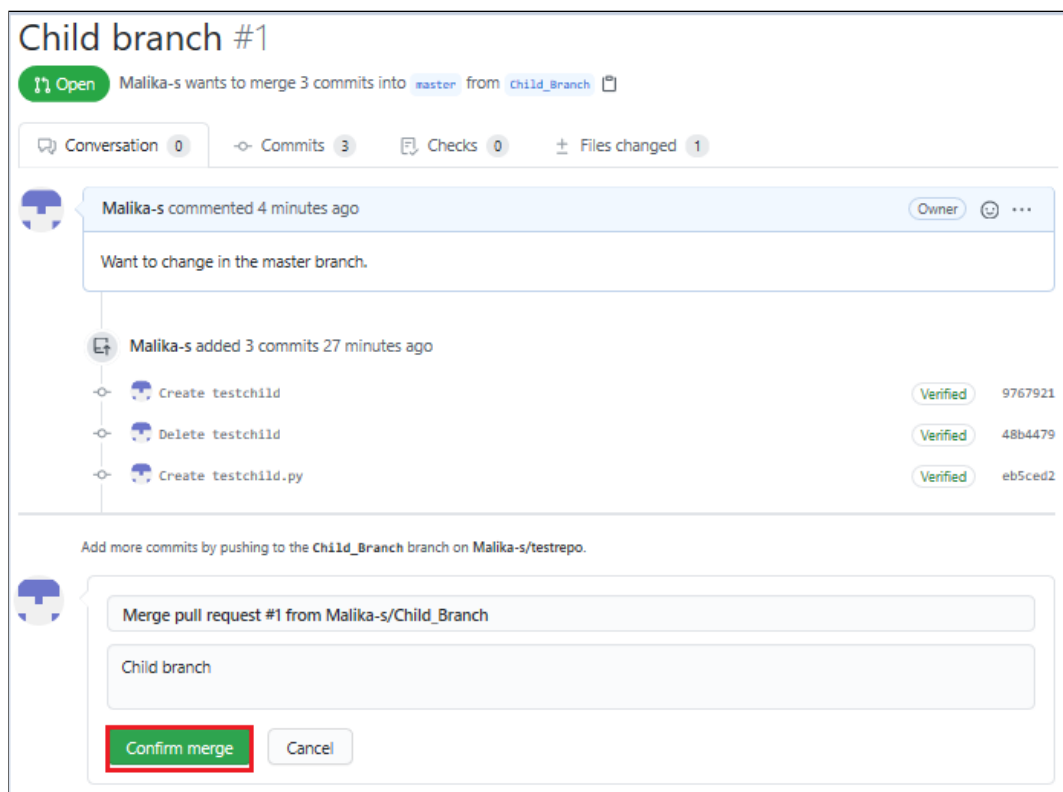 Child branch #1
Open Malika-s wants to merge 3 commits into master from Child_Branch
Conversation 0 Commits 3 Checks 0 Files changed 1
Malika-s commented 4 minutes ago Owner ...
Want to change in the master branch.
Malika-s added 3 commits 27 minutes ago
Create testchild Verified 9767921
Delete testchild Verified 48b4479
Create testchild.py Verified eb5ced2
Add more commits by pushing to the Child_Branch branch on Malika-s/testrepo.
Merge pull request #1 from Malika-s/Child_Branch
Child branch
Confirm merge Cancel